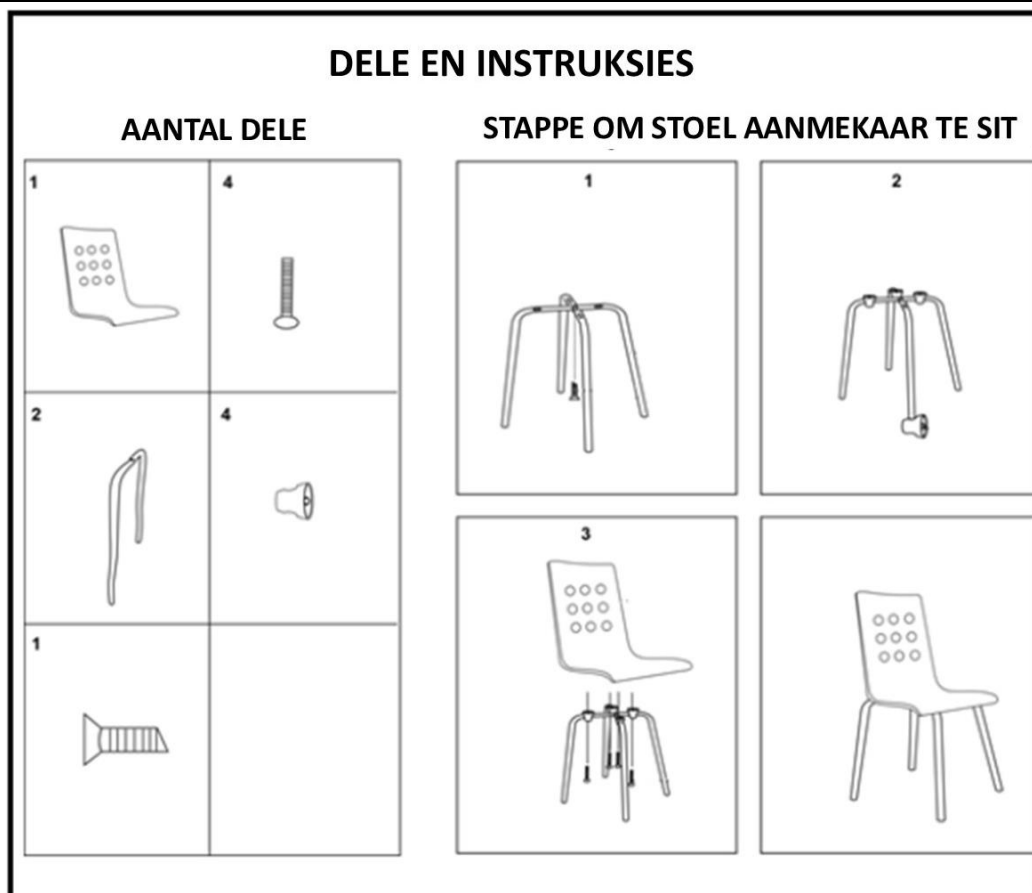 DELE EN INSTRUKSIES
AANTAL DELE
STAPPE OM STOEL AANMEKAAR TE SIT
1
4
2
4
1
1
2
3